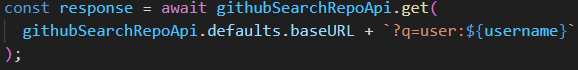 const response = await githubSearchRepoApi.get(
githubSearchRepoApi.defaults.baseURL + `?q=user:${username}`
);